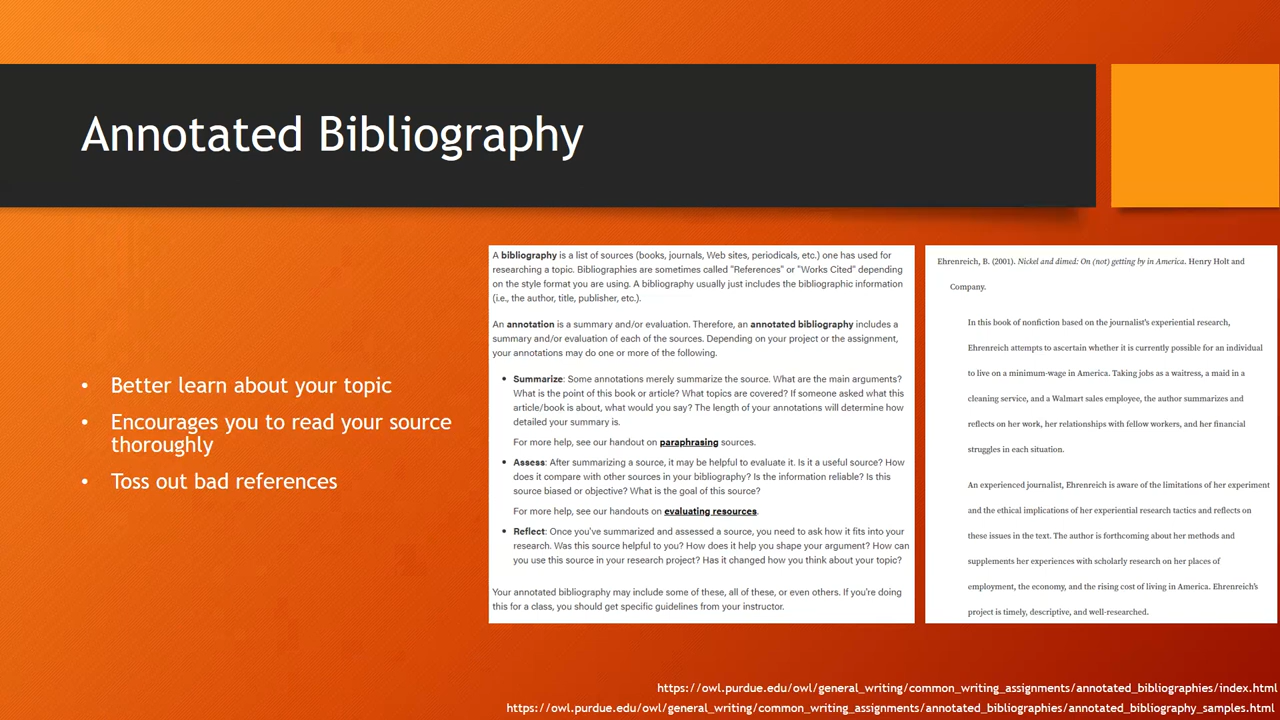 Annotated Bibliography
• Better learn about your topic
• Encourages you to read your source
thoroughly
• Toss out bad references
A bibliography is a list of sources (books, journals, Web sites, periodicals, etc.) one has used for
researching a topic. Bibliographies are sometimes called "References" or "Works Cited" depending
on the style format you are using. A bibliography usually just includes the bibliographic information
(i.e., the author, title, publisher, etc.).
An annotation is a summary and/or evaluation. Therefore, an annotated bibliography includes a
summary and/or evaluation of each of the sources. Depending on your project or the assignment,
your annotations may do one or more of the following.
• Summarize: Some annotations merely summarize the source. What are the main arguments?
What is the point of this book or article? What topics are covered? If someone asked what this
article/book is about, what would you say? The length of your annotations will determine how
detailed your summary is.
For more help, see our handout on paraphrasing sources.
• Assess: After summarizing a source, it may be helpful to evaluate it. Is it a useful source? How
does it compare with other sources in your bibliography? Is the information reliable? Is this
source biased or objective? What is the goal of this source?
For more help, see our handouts on evaluating resources.
• Reflect: Once you've summarized and assessed a source, you need to ask how it fits into your
research. Was this source helpful to you? How does it help you shape your argument? How can
you use this source in your research project? Has it changed how you think about your topic?
Your annotated bibliography may include some of these, all of these, or even others. If you're doing
this for a class, you should get specific guidelines from your instructor.
Ehrenreich, B. (2001). Nickel and dimed: On (not) getting by in America. Henry Holt and
Company.
In this book of nonfiction based on the journalist's experiential research,
Ehrenreich attempts to ascertain whether it is currently possible for an individual
to live on a minimum-wage in America. Taking jobs as a waitress, a maid in a
cleaning service, and a Walmart sales employee, the author summarizes and
reflects on her work, her relationships with fellow workers, and her financial
struggles in each situation.
An experienced journalist, Ehrenreich is aware of the limitations of her experiment
and the ethical implications of her experiential research tactics and reflects on
these issues in the text. The author is forthcoming about her methods and
supplements her experiences with scholarly research on her places of
employment, the economy, and the rising cost of living in America. Ehrenreich's
project is timely, descriptive, and well-researched.
https://owl.purdue.edu/owl/general_writing/common_writing_assignments/annotated_bibliographies/index.html
https://owl.purdue.edu/owl/general_writing/common_writing_assignments/annotated_bibliographies/annotated_bibliography_samples.html